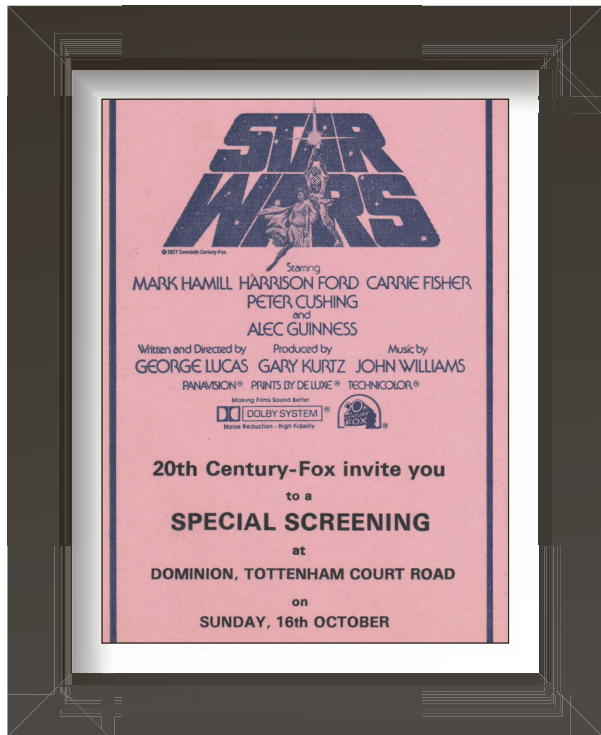 STAR
WARS
© 1977 Twentieth Century-Fox
Starring
MARK HAMILL HARRISON FORD CARRIE FISHER
PETER CUSHING
and
ALEC GUINNESS
Written and Directed by Produced by Music by
GEORGE LUCAS GARY KURTZ JOHN WILLIAMS
PANAVISION® PRINTS BY DE LUXE® TECHNICOLOR®
Making Films Sound Better
DOLBY SYSTEM ®
Noise Reduction - High Fidelity
20th
CENTURY
FOX ®
20th Century-Fox invite you
to a
SPECIAL SCREENING
at
DOMINION, TOTTENHAM COURT ROAD
on
SUNDAY, 16th OCTOBER